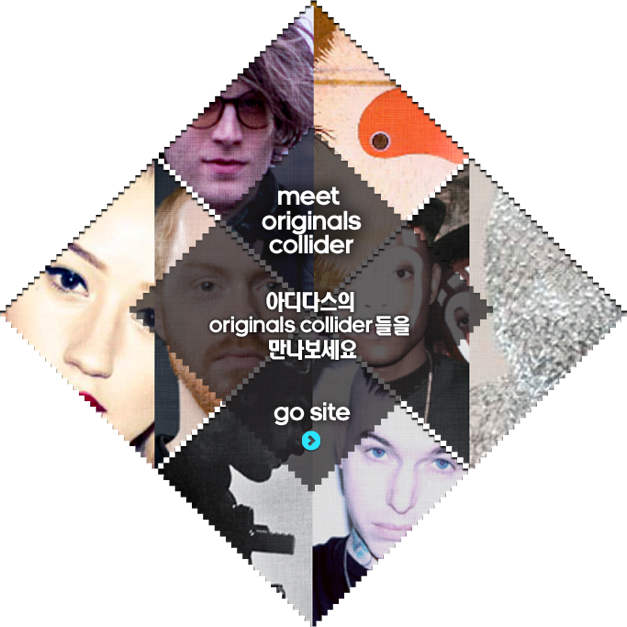 meet
originals
collider
아디다스의
originals collider들을
만나보세요
go site